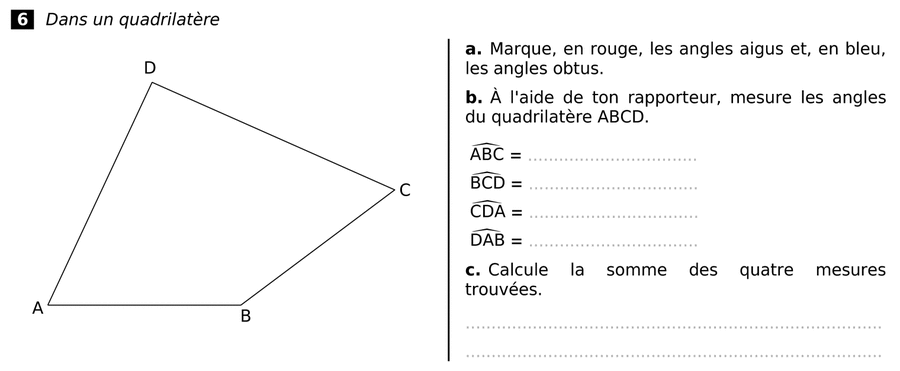 6 Dans un quadrilatère
D
C
A
B
a. Marque, en rouge, les angles aigus et, en bleu,
les angles obtus.
b. À l'aide de ton rapporteur, mesure les angles
du quadrilatère ABCD.
ABC = ................................
BCD = ................................
CDA = ................................
DAB = ................................
c. Calcule la somme des quatre mesures
trouvées.
................................................................................
................................................................................